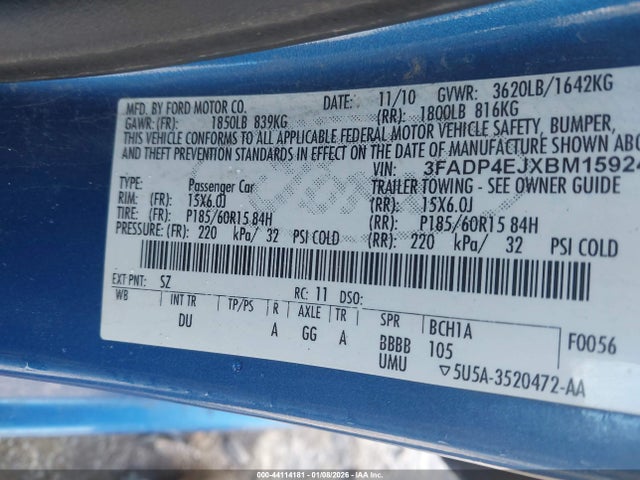 MFD. BY FORD MOTOR CO.
DATE: 11/10 GVWR: 3620LB/1642KG
GAWR:(FR): 1850LB 839KG (RR): 1800LB 816KG
THIS VEHICLE CONFORMS TO ALL APPLICABLE FEDERAL MOTOR VEHICLE SAFETY, BUMPER,
AND THEFT PREVENTION STANDARDS IN EFFECT ON THE DATE OF MANUFACTURE SHOWN ABO
VIN: 3FADP4EJXBM15924
TYPE: Passenger Car TRAILER TOWING - SEE OWNER GUIDE
RIM: (FR): 15X6.0J (RR): 15X6.0J
TIRE: (FR): P185/60R15 84H (RR): P185/60R15 84H
PRESSURE: (FR): 220 kPa/ 32 PSI COLD (RR): 220 kPa/ 32 PSI COLD
EXT PNT: SZ RC: 11 DSO:
WB INT TR TP/PS R AXLE TR SPR BCH1A F0056
DU A GG A BBBB 105
UMU ▽5U5A-3520472-AA
000-44114181 - 01/08/2026 - IAAI, Inc.